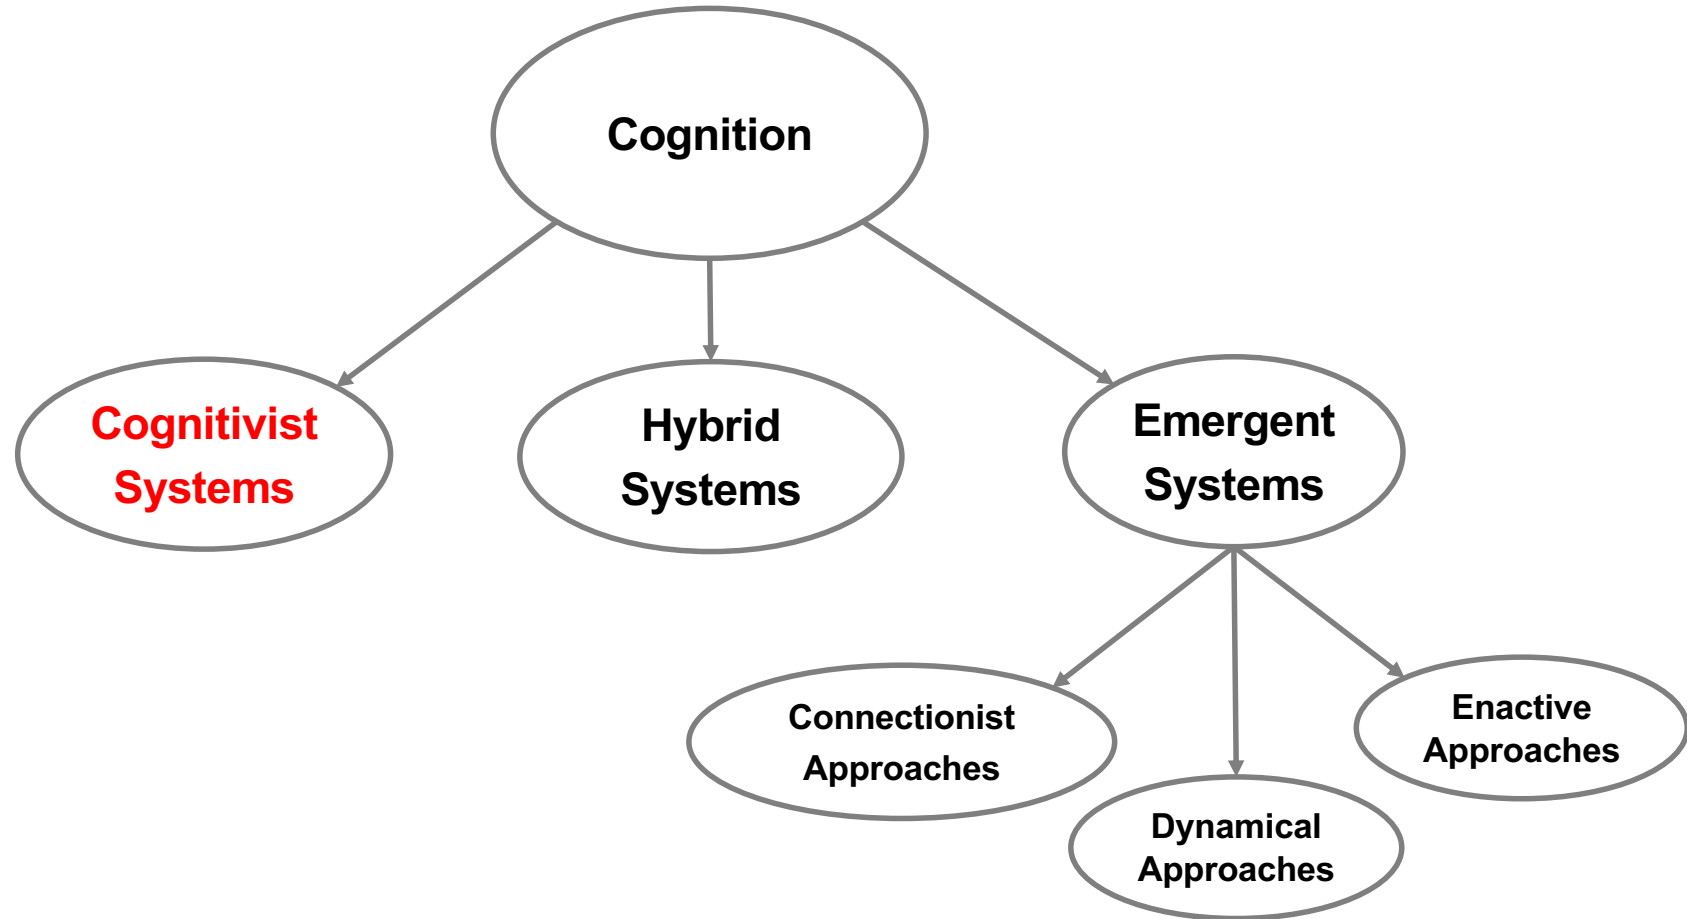 Cognition
Cognitivist
Systems
Hybrid
Systems
Emergent
Systems
Connectionist
Approaches
Dynamical
Approaches
Enactive
Approaches